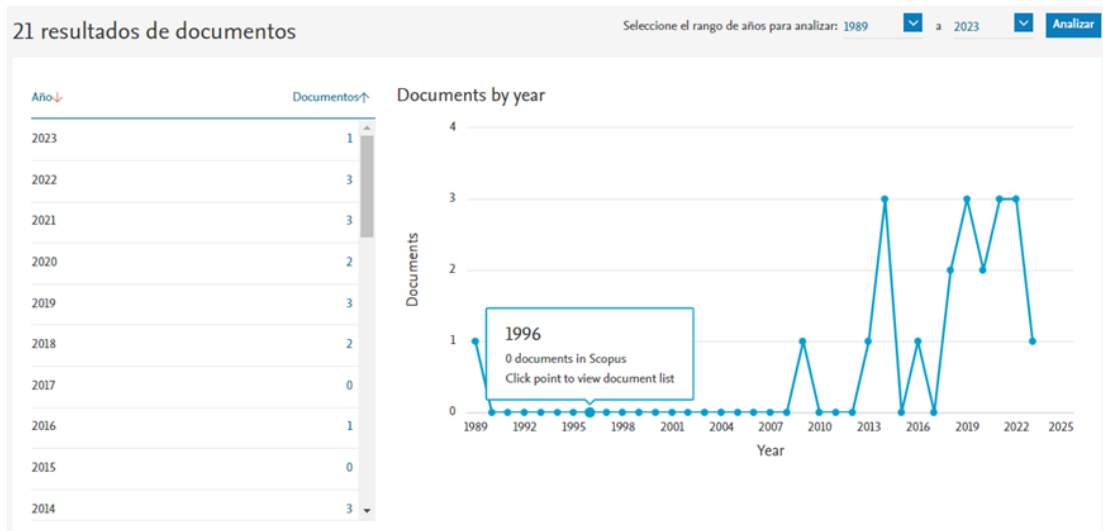 21 resultados de documentos
Seleccione el rango de años para analizar: 1989 a 2023 Analizar
Año↓ Documentos↑
2023 1
2022 3
2021 3
2020 2
2019 3
2018 2
2017 0
2016 1
2015 0
2014 3
Documents by year
4
3
2
1
0
Documents
1996
0 documents in Scopus
Click point to view document list
1989 1992 1995 1998 2001 2004 2007 2010 2013 2016 2019 2022 2025
Year